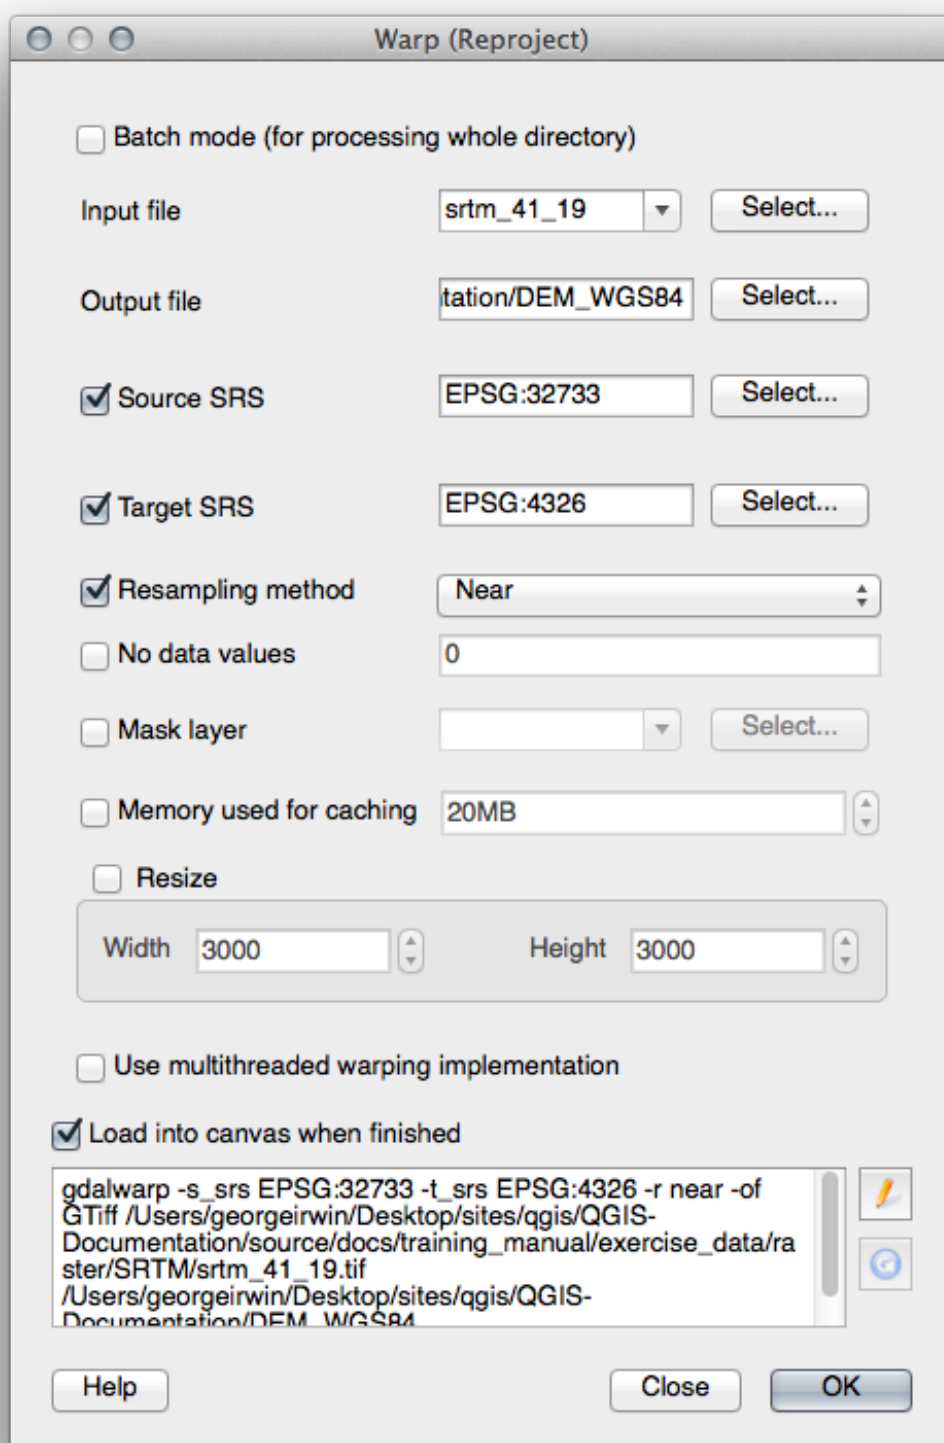 Warp (Reproject)
Batch mode (for processing whole directory)
Input file srtm_41_19 Select...
Output file tation/DEM_WGS84 Select...
Source SRS EPSG:32733 Select...
Target SRS EPSG:4326 Select...
Resampling method Near
No data values 0
Mask layer Select...
Memory used for caching 20MB
Resize
Width 3000 Height 3000
Use multithreaded warping implementation
Load into canvas when finished
gdalwarp -s_srs EPSG:32733 -t_srs EPSG:4326 -r near -of
GTiff /Users/georgeirwin/Desktop/sites/qgis/QGIS-
Documentation/source/docs/training_manual/exercise_data/ra
ster/SRTM/srtm_41_19.tif
/Users/georgeirwin/Desktop/sites/qgis/QGIS-
Documentation/DEM_WGS84
Help Close OK